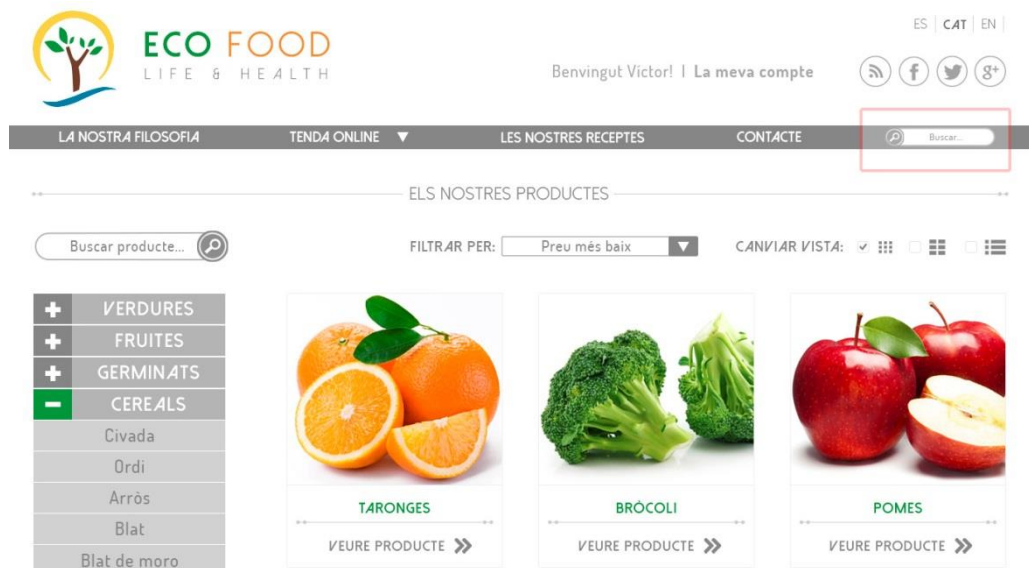 ES | CAT | EN |
ECO FOOD
LIFE & HEALTH
Benvingut Victor! | La meva compte
LA NOSTRA FILOSOFIA
TENDA ONLINE
LES NOSTRES RECEPTES
CONTACTE
Buscar...
ELS NOSTRES PRODUCTES
Buscar producte...
FILTRAR PER:
Preu més baix
CANVIAR VISTA:
VERDURES
FRUITES
GERMINATS
CEREALS
Civada
Ordi
Arròs
Blat
Blat de moro
TARONGES
VEURE PRODUCTE
BRÒCOLI
VEURE PRODUCTE
POMES
VEURE PRODUCTE